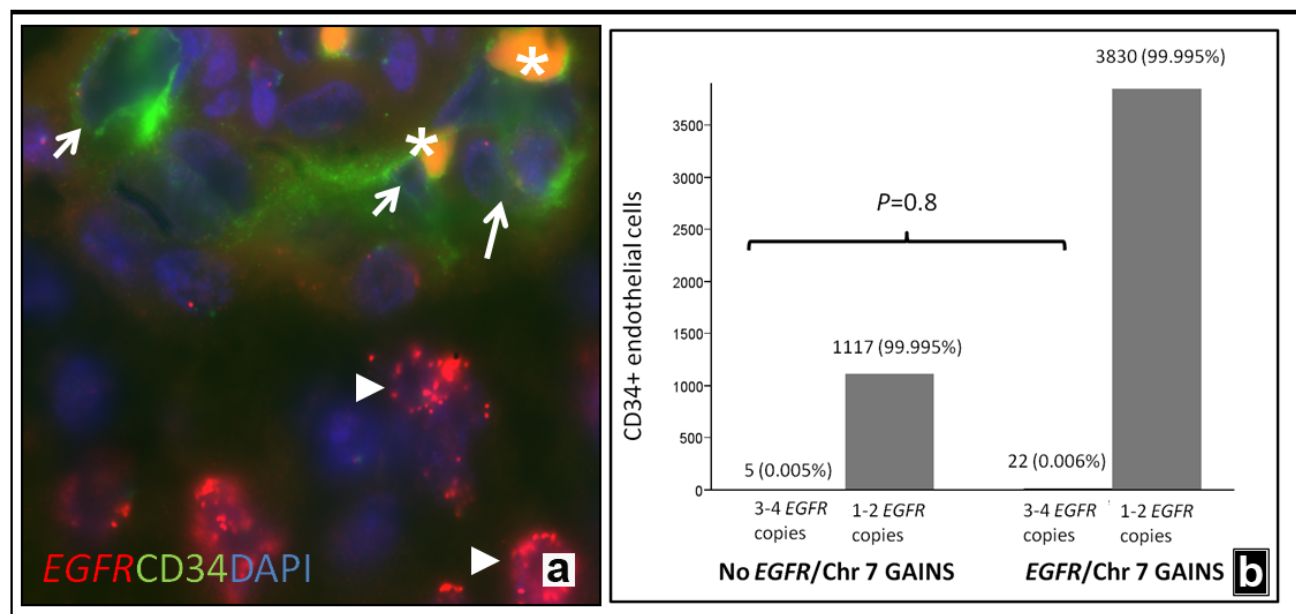 *
*
EGFRCD34DAPI
a
CD34+ endothelial cells
3500
3000
2500
2000
1500
1000
500
0
3830 (99.995%)
P=0.8
1117 (99.995%)
5 (0.005%)
22 (0.006%)
3-4 EGFR
copies
1-2 EGFR
copies
3-4 EGFR
copies
1-2 EGFR
copies
No EGFR/Chr 7 GAINS
EGFR/Chr 7 GAINS
b